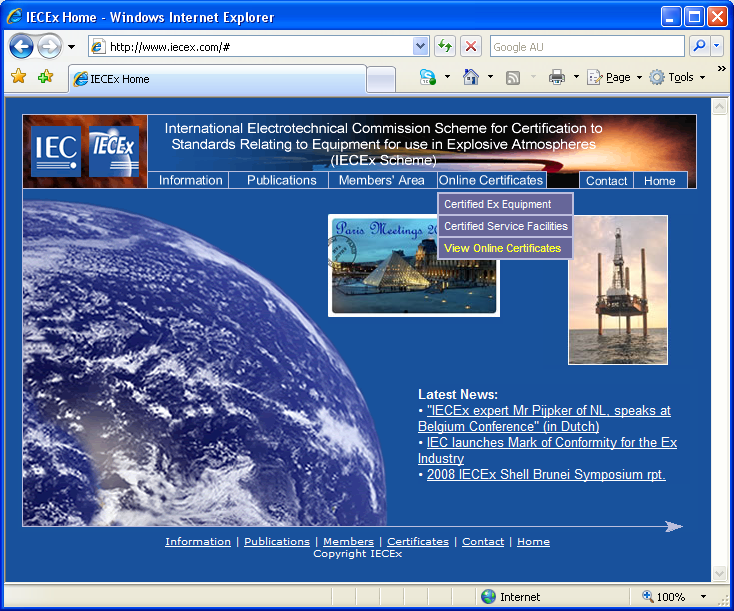 IECEx Home - Windows Internet Explorer
http://www.iecex.com/#
Google AU
IECEx Home
Page
Tools
»
IEC
IECEx
International Electrotechnical Commission Scheme for Certification to
Standards Relating to Equipment for use in Explosive Atmospheres
(IECEx Scheme)
Information Publications Members' Area Online Certificates Contact Home
Certified Ex Equipment
Certified Service Facilities
View Online Certificates
Paris Meetings
Latest News:
• "IECEx expert Mr Pijpker of NL, speaks at
Belgium Conference" (in Dutch)
• IEC launches Mark of Conformity for the Ex
Industry
• 2008 IECEx Shell Brunei Symposium rpt.
Information | Publications | Members | Certificates | Contact | Home
Copyright IECEx
Internet
100%